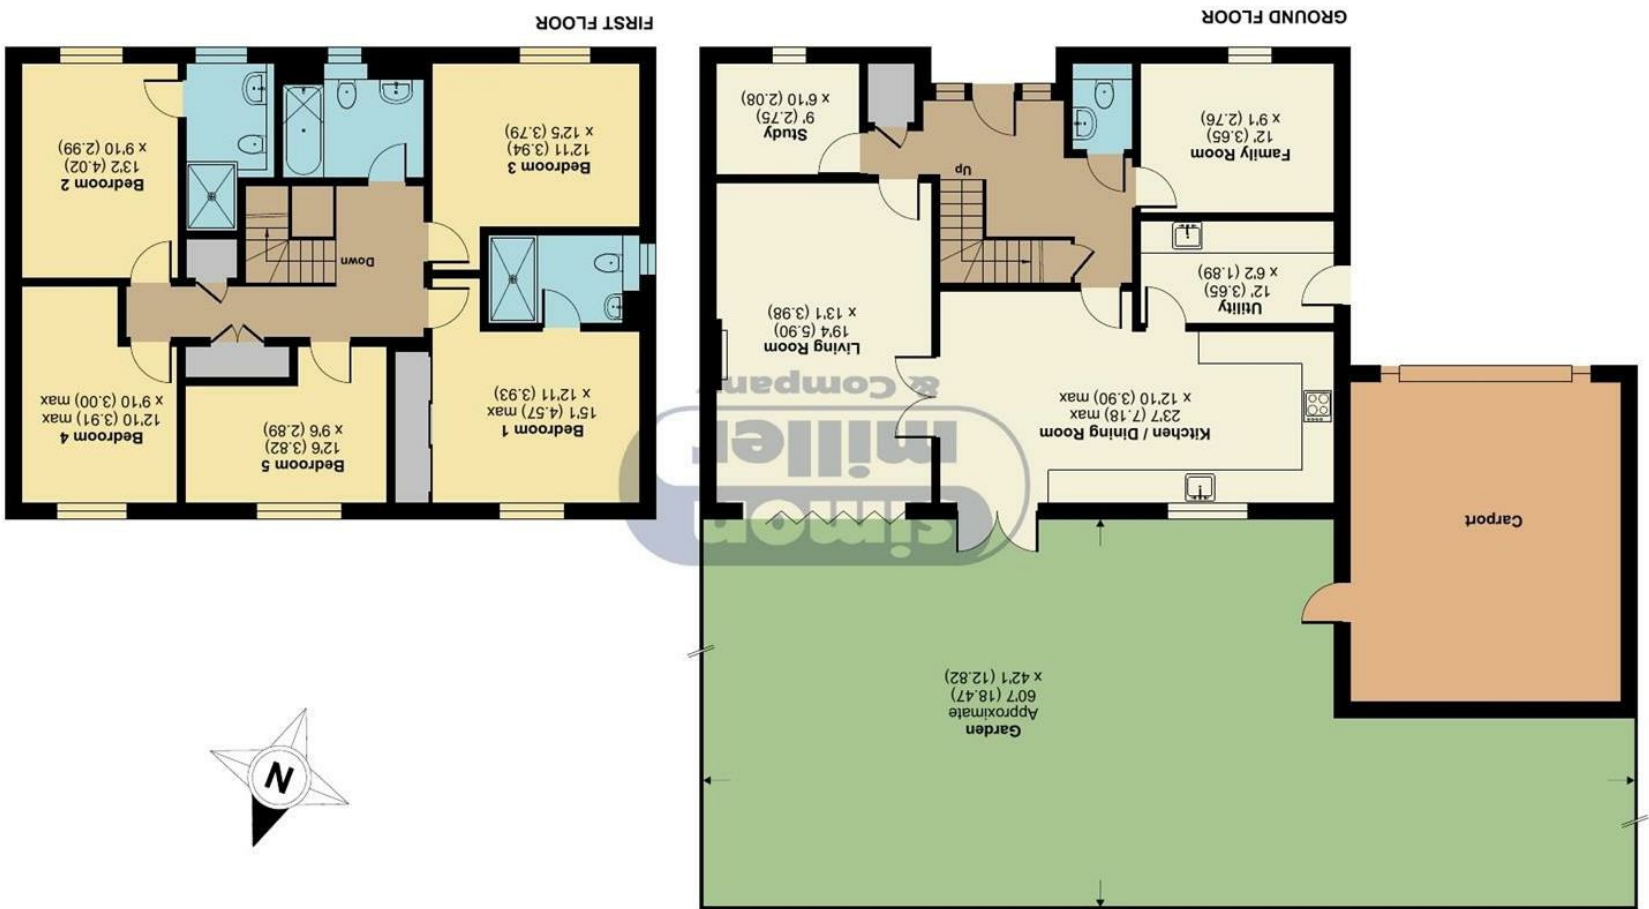 Garden
Approximate
60'7 (18.47)
x 42'1 (12.82)
Carport
simon
miller
& Company
Kitchen / Dining Room
23'7 (7.18) max
x 12'10 (3.90) max
Living Room
19'4 (5.90)
x 13'1 (3.98)
Utility
12' (3.65)
x 6'2 (1.89)
Up
Family Room
12' (3.65)
x 9'1 (2.76)
Study
9' (2.75)
x 6'10 (2.08)
GROUND FLOOR
N
Bedroom 1
15'1 (4.57) max
x 12'11 (3.93)
Bedroom 5
12'6 (3.82)
x 9'6 (2.89)
Bedroom 4
12'10 (3.91) max
x 9'10 (3.00) max
Down
Bedroom 3
12'11 (3.94)
x 12'5 (3.79)
Bedroom 2
13'2 (4.02)
x 9'10 (2.99)
FIRST FLOOR